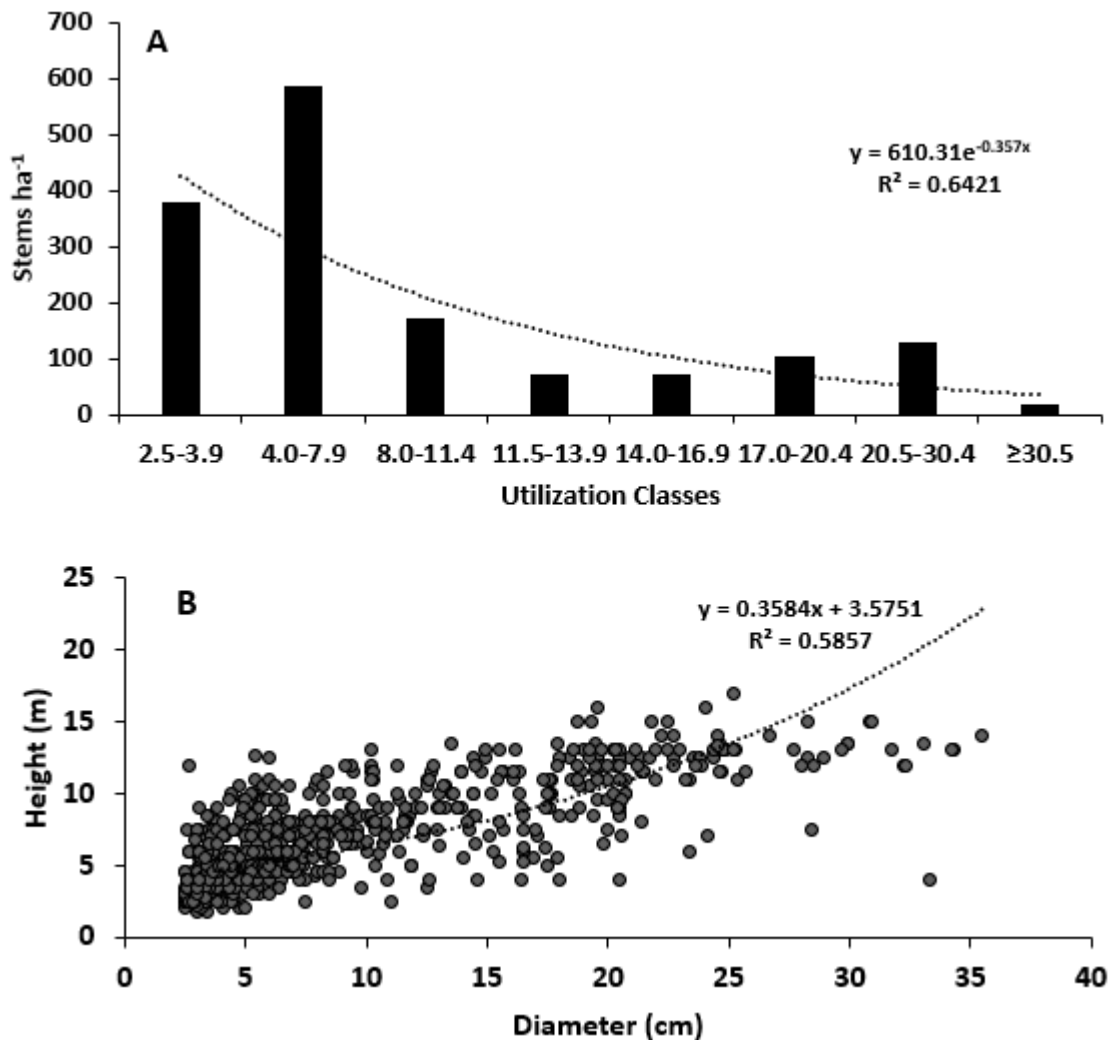 A
700
600
500
400
300
200
100
0
Stems ha⁻¹
y = 610.31e⁻⁰·³⁵⁷ˣ
R² = 0.6421
2.5-3.9 4.0-7.9 8.0-11.4 11.5-13.9 14.0-16.9 17.0-20.4 20.5-30.4 ≥30.5
Utilization Classes
B
25
20
15
10
5
0
Height (m)
y = 0.3584x + 3.5751
R² = 0.5857
0 5 10 15 20 25 30 35 40
Diameter (cm)